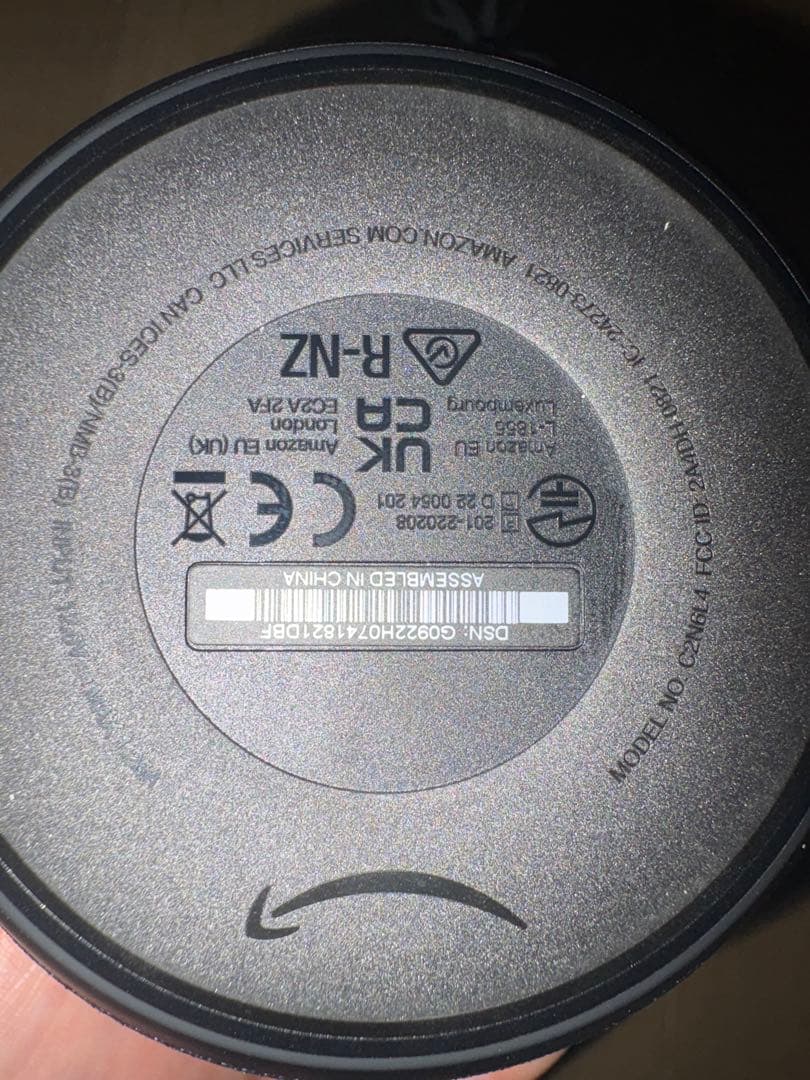 DSN: G0922H0741821DBF
ASSEMBLED IN CHINA
R 201-220208
D 22 0054 201
CE
Amazon EU
L-1855
Luxembourg
UK
CA
Amazon EU (UK)
London
EC2A 2FA
R-NZ
MODEL NO C2N6L4 FCC ID 2AMDH-0821 IC-24273-0821 AMAZON.COM SERVICES LLC CAN ICES-3(B)/NMB-3(B) INPUT